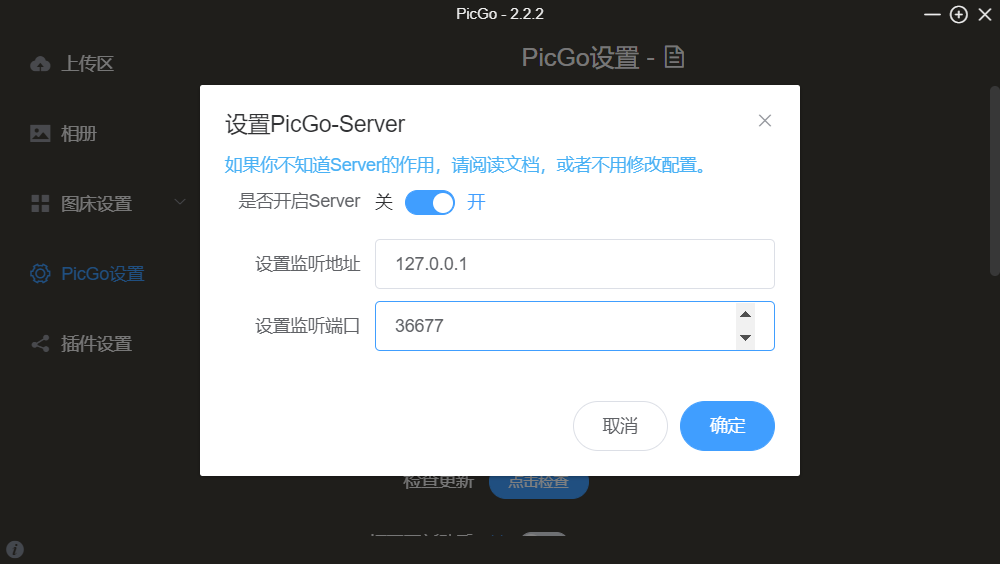 PicGo - 2.2.2
上传区
相册
图床设置
PicGo设置
插件设置
PicGo设置 -
设置PicGo-Server
如果你不知道Server的作用，请阅读文档，或者不用修改配置。
是否开启Server 关 开
设置监听地址 127.0.0.1
设置监听端口 36677
取消 确定
检查更新 点击检查